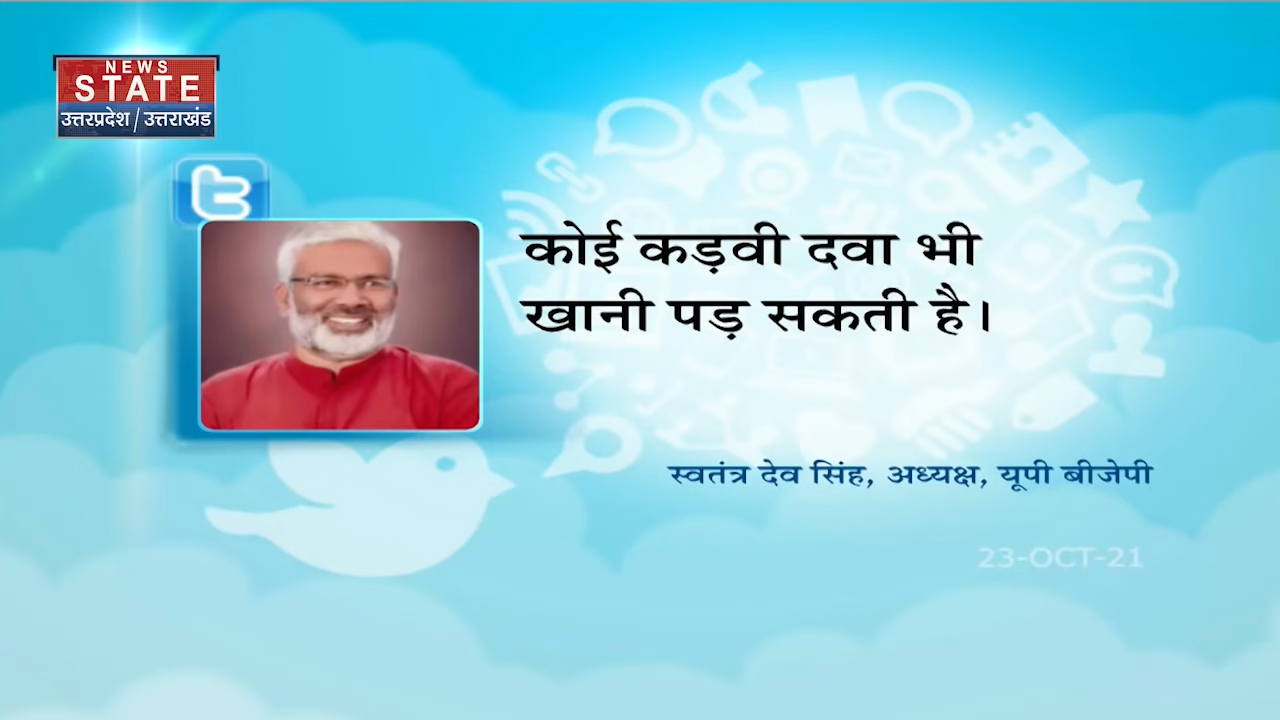 NEWS
STATE
उत्तरप्रदेश / उत्तराखंड
कोई कड़वी दवा भी
खानी पड़ सकती है।
स्वतंत्र देव सिंह, अध्यक्ष, यूपी बीजेपी
23-OCT-21